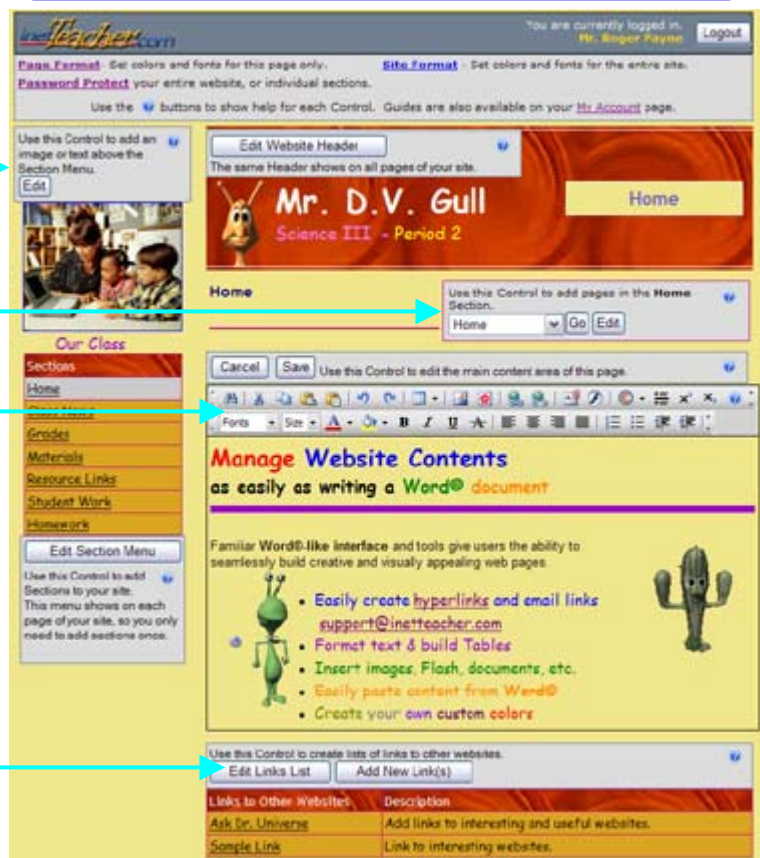 inetTeacher.com
You are currently logged in.
Mr. Roger Payne
Logout
Page Format - Set colors and fonts for this page only.
Site Format - Set colors and fonts for the entire site.
Password Protect your entire website, or individual sections.
Use the buttons to show help for each Control. Guides are also available on your My Account page.
Use this Control to add an
image or text above the
Section Menu.
Edit
Our Class
Sections
Home
Class News
Grades
Materials
Resource Links
Student Work
Homework
Edit Section Menu
Use this Control to add
Sections to your site.
This menu shows on each
page of your site, so you only
need to add sections once.
Edit Website Header
The same Header shows on all pages of your site.
Mr. D.V. Gull
Science III - Period 2
Home
Home
Use this Control to add pages in the Home
Section.
Home Go Edit
Cancel Save Use this Control to edit the main content area of this page.
Fonts Size A B I U A
Manage Website Contents
as easily as writing a Word© document
Familiar Word©-like interface and tools give users the ability to
seamlessly build creative and visually appealing web pages.
• Easily create hyperlinks and email links
support@inetteacher.com
• Format text & build Tables
• Insert images, Flash, documents, etc.
• Easily paste content from Word©
• Create your own custom colors
Use this Control to create lists of links to other websites.
Edit Links List Add New Link(s)
Links to Other Websites Description
Ask Dr. Universe Add links to interesting and useful websites.
Sample Link Link to interesting websites.